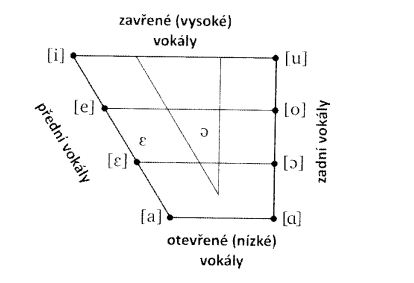 zavřené (vysoké)
vokály
[i]
[u]
[e]
[o]
přední vokály
ɛ
ə
zadní vokály
[ɛ]
[ɔ]
[a]
[ɑ]
otevřené (nízké)
vokály